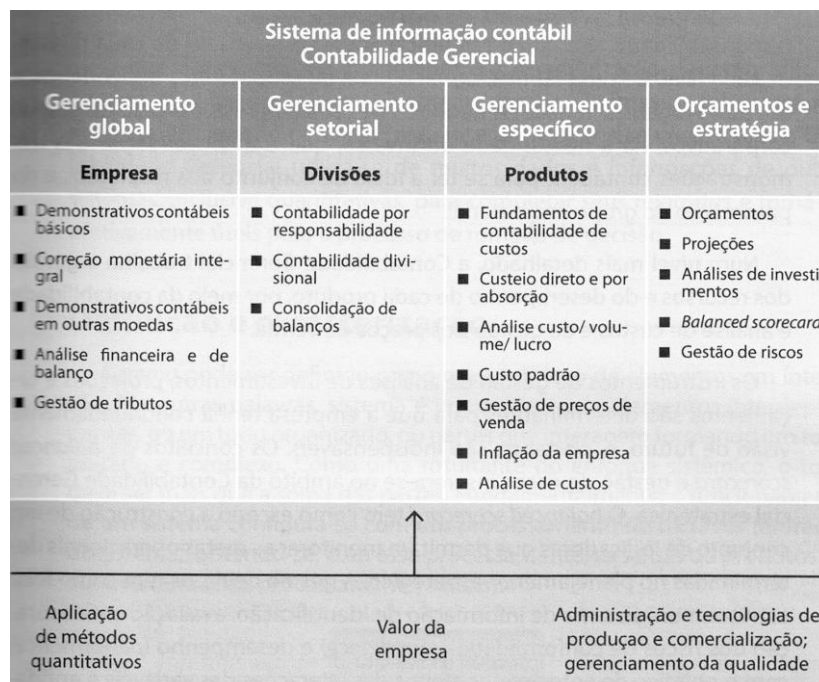 Sistema de informação contábil
Contabilidade Gerencial
Gerenciamento
global
Empresa
■ Demonstrativos contábeis
básicos
■ Correção monetária inte-
gral
■ Demonstrativos contábeis
em outras moedas
■ Análise financeira e de
balanço
■ Gestão de tributos
Gerenciamento
setorial
Divisões
■ Contabilidade por
responsabilidade
■ Contabilidade divi-
sional
■ Consolidação de
balanços
Gerenciamento
específico
Produtos
■ Fundamentos de
contabilidade de
custos
■ Custeio direto e por
absorção
■ Análise custo/ volu-
me/ lucro
■ Custo padrão
■ Gestão de preços de
venda
■ Inflação da empresa
■ Análise de custos
Orçamentos e
estratégia
■ Orçamentos
■ Projeções
■ Análises de investi
mentos
■ Balanced scorecard
■ Gestão de riscos
Aplicação
de métodos
quantitativos
Valor da
empresa
Administração e tecnologias de
produçao e comercialização;
gerenciamento da qualidade